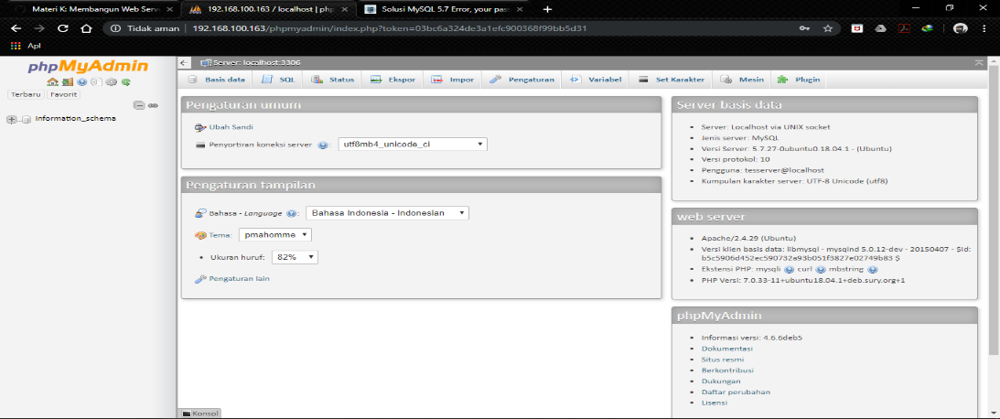 Materi K: Membangun Web Serv
192.168.100.163 / localhost | php
Solusi MySQL 5.7 Error, your pas
Tidak aman | 192.168.100.163/phpmyadmin/index.php?token=03bc6a324de3a1efc900368f99bb5d31
Apl
phpMyAdmin
Terbaru Favorit
information_schema
Server: localhost:3306
Basis data SQL Status Ekspor Impor Pengaturan Variabel Set Karakter Mesin Plugin
Pengaturan umum
Ubah Sandi
Penyortiran koneksi server : utf8mb4_unicode_ci
Pengaturan tampilan
Bahasa - Language : Bahasa Indonesia - Indonesian
Tema: pmahomme
• Ukuran huruf: 82%
Pengaturan lain
Server basis data
• Server: Localhost via UNIX socket
• Jenis server: MySQL
• Versi Server: 5.7.27-0ubuntu0.18.04.1 - (Ubuntu)
• Versi protokol: 10
• Pengguna: tesserver@localhost
• Kumpulan karakter server: UTF-8 Unicode (utf8)
web server
• Apache/2.4.29 (Ubuntu)
• Versi klien basis data: libmysql - mysqlnd 5.0.12-dev - 20150407 - $Id:
b5c5906d452ec590732a93b051f3827e02749b83 $
• Ekstensi PHP: mysqli curl mbstring
• PHP Versi: 7.0.33-11+ubuntu18.04.1+deb.sury.org+1
phpMyAdmin
• Informasi versi: 4.6.6deb5
• Dokumentasi
• Situs resmi
• Berkontribusi
• Dukungan
• Daftar perubahan
• Lisensi
Konsol